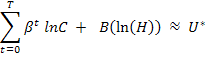 ∑_{t=0}^{T} β^t lnC + B(ln(H)) ≈ U*